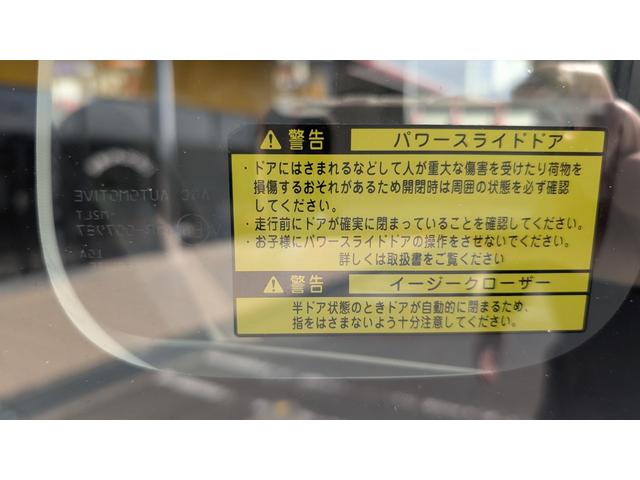 警告 パワースライドドア
・ドアにはさまれるなどして人が重大な傷害を受けたり荷物を
損傷するおそれがあるため開閉時は周囲の状態を必ず確認
してください。
・走行前にドアが確実に閉まっていることを確認してください。
・お子様にパワースライドドアの操作をさせないでください。
詳しくは取扱書をご覧ください
警告 イージークローザー
半ドア状態のときドアが自動的に閉まるため、
指をはさまないよう十分注意してください。
AGC AUTOMOTIVE